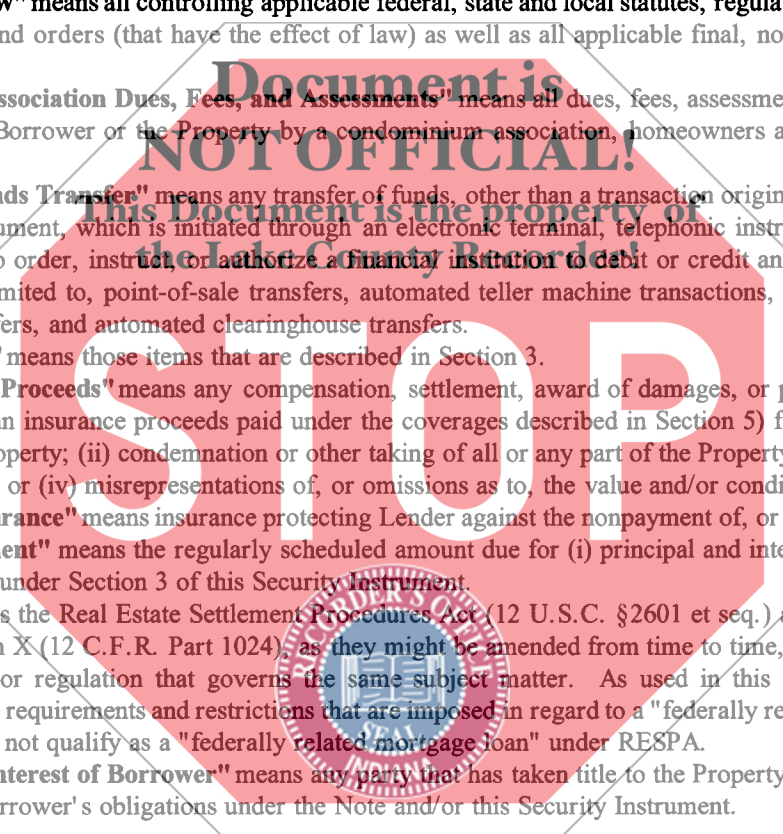 w" means all controlling applicable federal, state and local statutes, regula
nd orders (that have the effect of law) as well as all applicable final, no
Document is
ssociation Dues, Fees, and Assessments" means all dues, fees, assessme
Borrower or the Property by a condominium association, homeowners a
NOT OFFICIAL!
nds Transfer" means any transfer of funds, other than a transaction origin
This Document is the property of
ument, which is initiated through an electronic terminal, telephonic instr
the Lake County Recorder!
o order, instruct, or authorize a financial institution to debit or credit an
mited to, point-of-sale transfers, automated teller machine transactions,
fers, and automated clearinghouse transfers.
" means those items that are described in Section 3.
STOP
Proceeds" means any compensation, settlement, award of damages, or p
n insurance proceeds paid under the coverages described in Section 5) f
operty; (ii) condemnation or other taking of all or any part of the Property
or (iv) misrepresentations of, or omissions as to, the value and/or condi
rance" means insurance protecting Lender against the nonpayment of, or
ent" means the regularly scheduled amount due for (i) principal and inte
under Section 3 of this Security Instrument.
s the Real Estate Settlement Procedures Act (12 U.S.C. §2601 et seq.) a
n X (12 C.F.R. Part 1024), as they might be amended from time to time,
or regulation that governs the same subject matter. As used in this
requirements and restrictions that are imposed in regard to a "federally re
not qualify as a "federally related mortgage loan" under RESPA.
RECORDER'S OFFICE
SEAL
INDIANA
nterest of Borrower" means any party that has taken title to the Property
rrower's obligations under the Note and/or this Security Instrument.